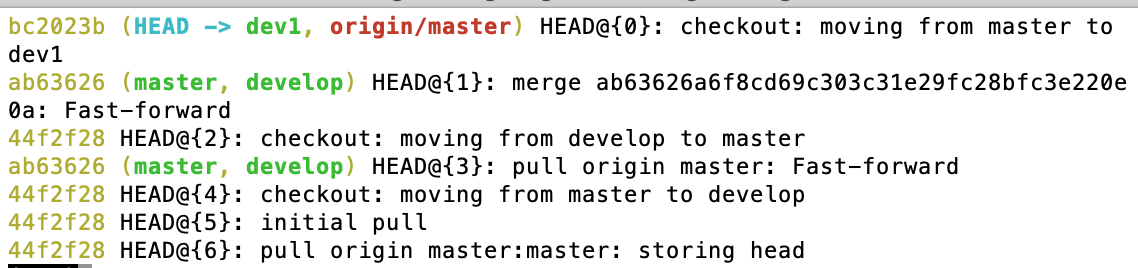 bc2023b (HEAD -> dev1, origin/master) HEAD@{0}: checkout: moving from master to
dev1
ab63626 (master, develop) HEAD@{1}: merge ab63626a6f8cd69c303c31e29fc28bfc3e220e
0a: Fast-forward
44f2f28 HEAD@{2}: checkout: moving from develop to master
ab63626 (master, develop) HEAD@{3}: pull origin master: Fast-forward
44f2f28 HEAD@{4}: checkout: moving from master to develop
44f2f28 HEAD@{5}: initial pull
44f2f28 HEAD@{6}: pull origin master:master: storing head